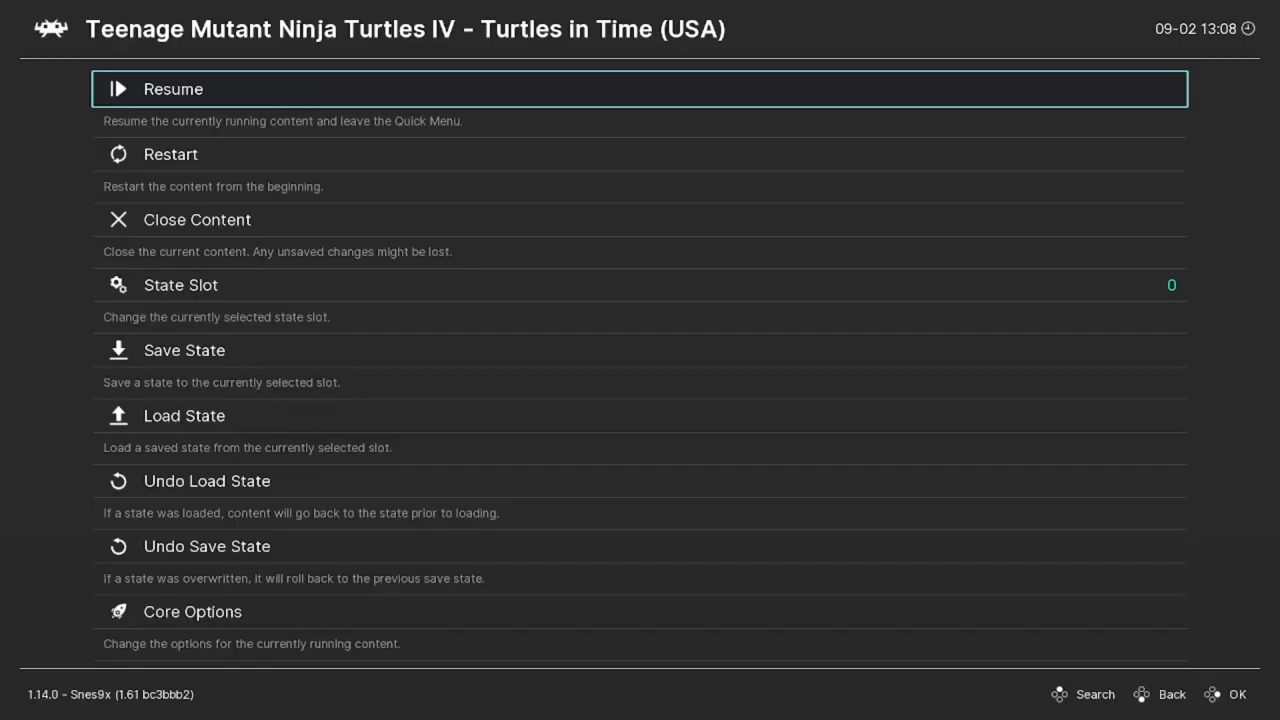 Teenage Mutant Ninja Turtles IV - Turtles in Time (USA)
09-02 13:08
Resume
Resume the currently running content and leave the Quick Menu.
Restart
Restart the content from the beginning.
Close Content
Close the current content. Any unsaved changes might be lost.
State Slot 0
Change the currently selected state slot.
Save State
Save a state to the currently selected slot.
Load State
Load a saved state from the currently selected slot.
Undo Load State
If a state was loaded, content will go back to the state prior to loading.
Undo Save State
If a state was overwritten, it will roll back to the previous save state.
Core Options
Change the options for the currently running content.
1.14.0 - Snes9x (1.61 bc3bbb2)
Search Back OK